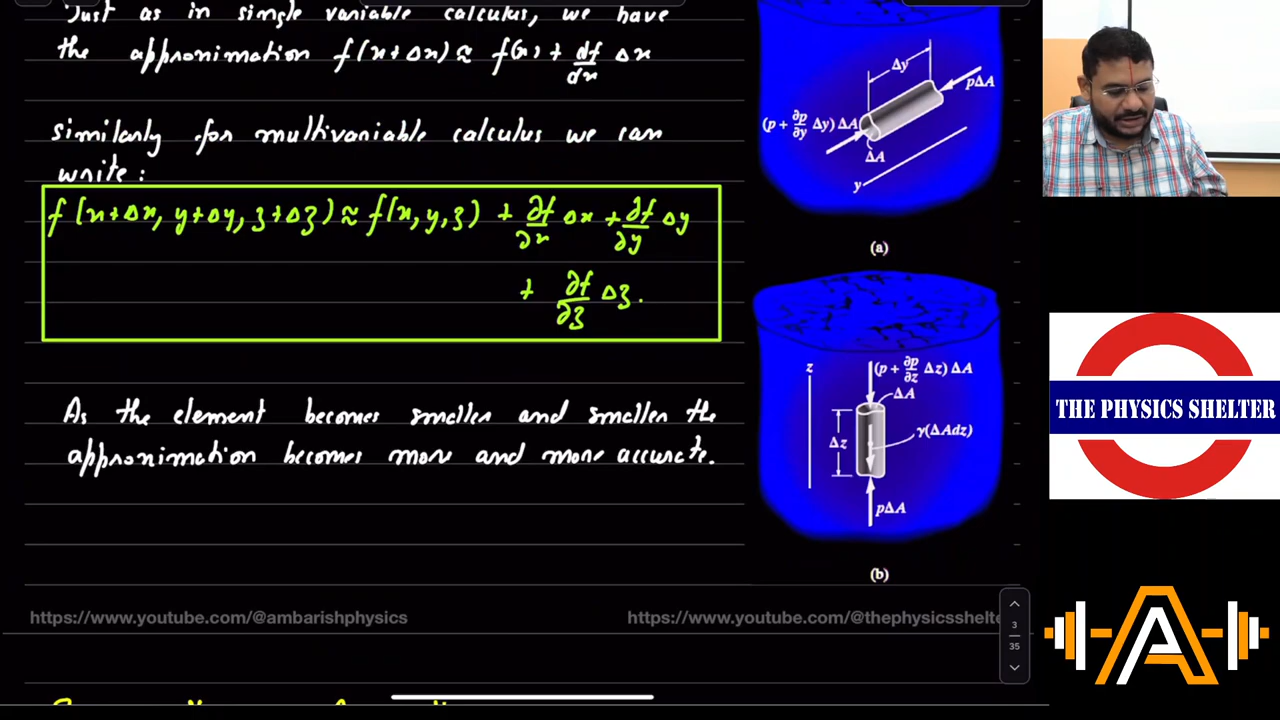 Just as in single variable calculus, we have
the approximation f(x+Δx) ≈ f(x) + df/dx Δx
Similarly for multivariable calculus we can
write:
f(x+Δx, y+Δy, z+Δz) ≈ f(x,y,z) + ∂f/∂x Δx + ∂f/∂y Δy
+ ∂f/∂z Δz.
As the element becomes smaller and smaller the
approximation becomes more and more accurate.
https://www.youtube.com/@ambarishphysics
https://www.youtube.com/@thephysicsshelte
Δy
pΔA
(p + ∂p/∂y Δy) ΔA
ΔA
y
(a)
z
(p + ∂p/∂z Δz) ΔA
ΔA
Δz
γ(ΔAdz)
pΔA
(b)
3
35
THE PHYSICS SHELTER